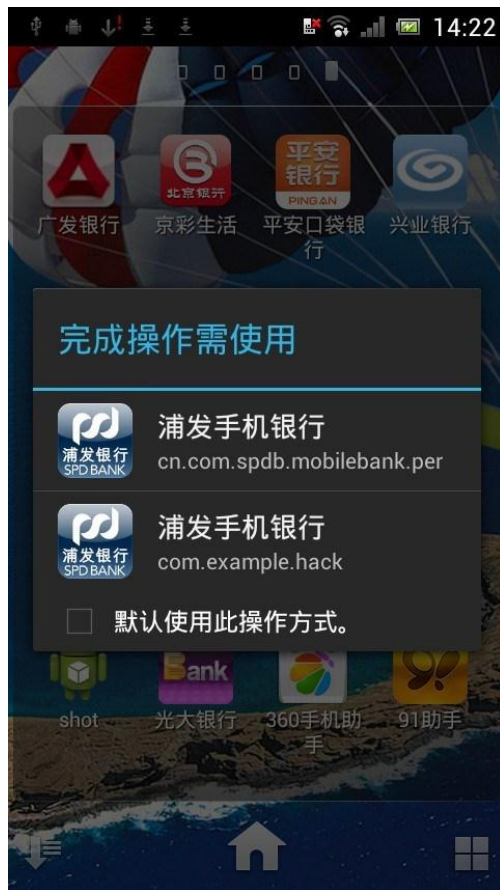 14:22
北京银行
平安
银行
PINGAN
广发银行
京彩生活
平安口袋银
行
兴业银行
完成操作需使用
浦发银行
SPD BANK
浦发手机银行
cn.com.spdb.mobilebank.per
浦发银行
SPD BANK
浦发手机银行
com.example.hack
默认使用此操作方式。
Bank
91
shot
光大银行
360手机助
手
91助手